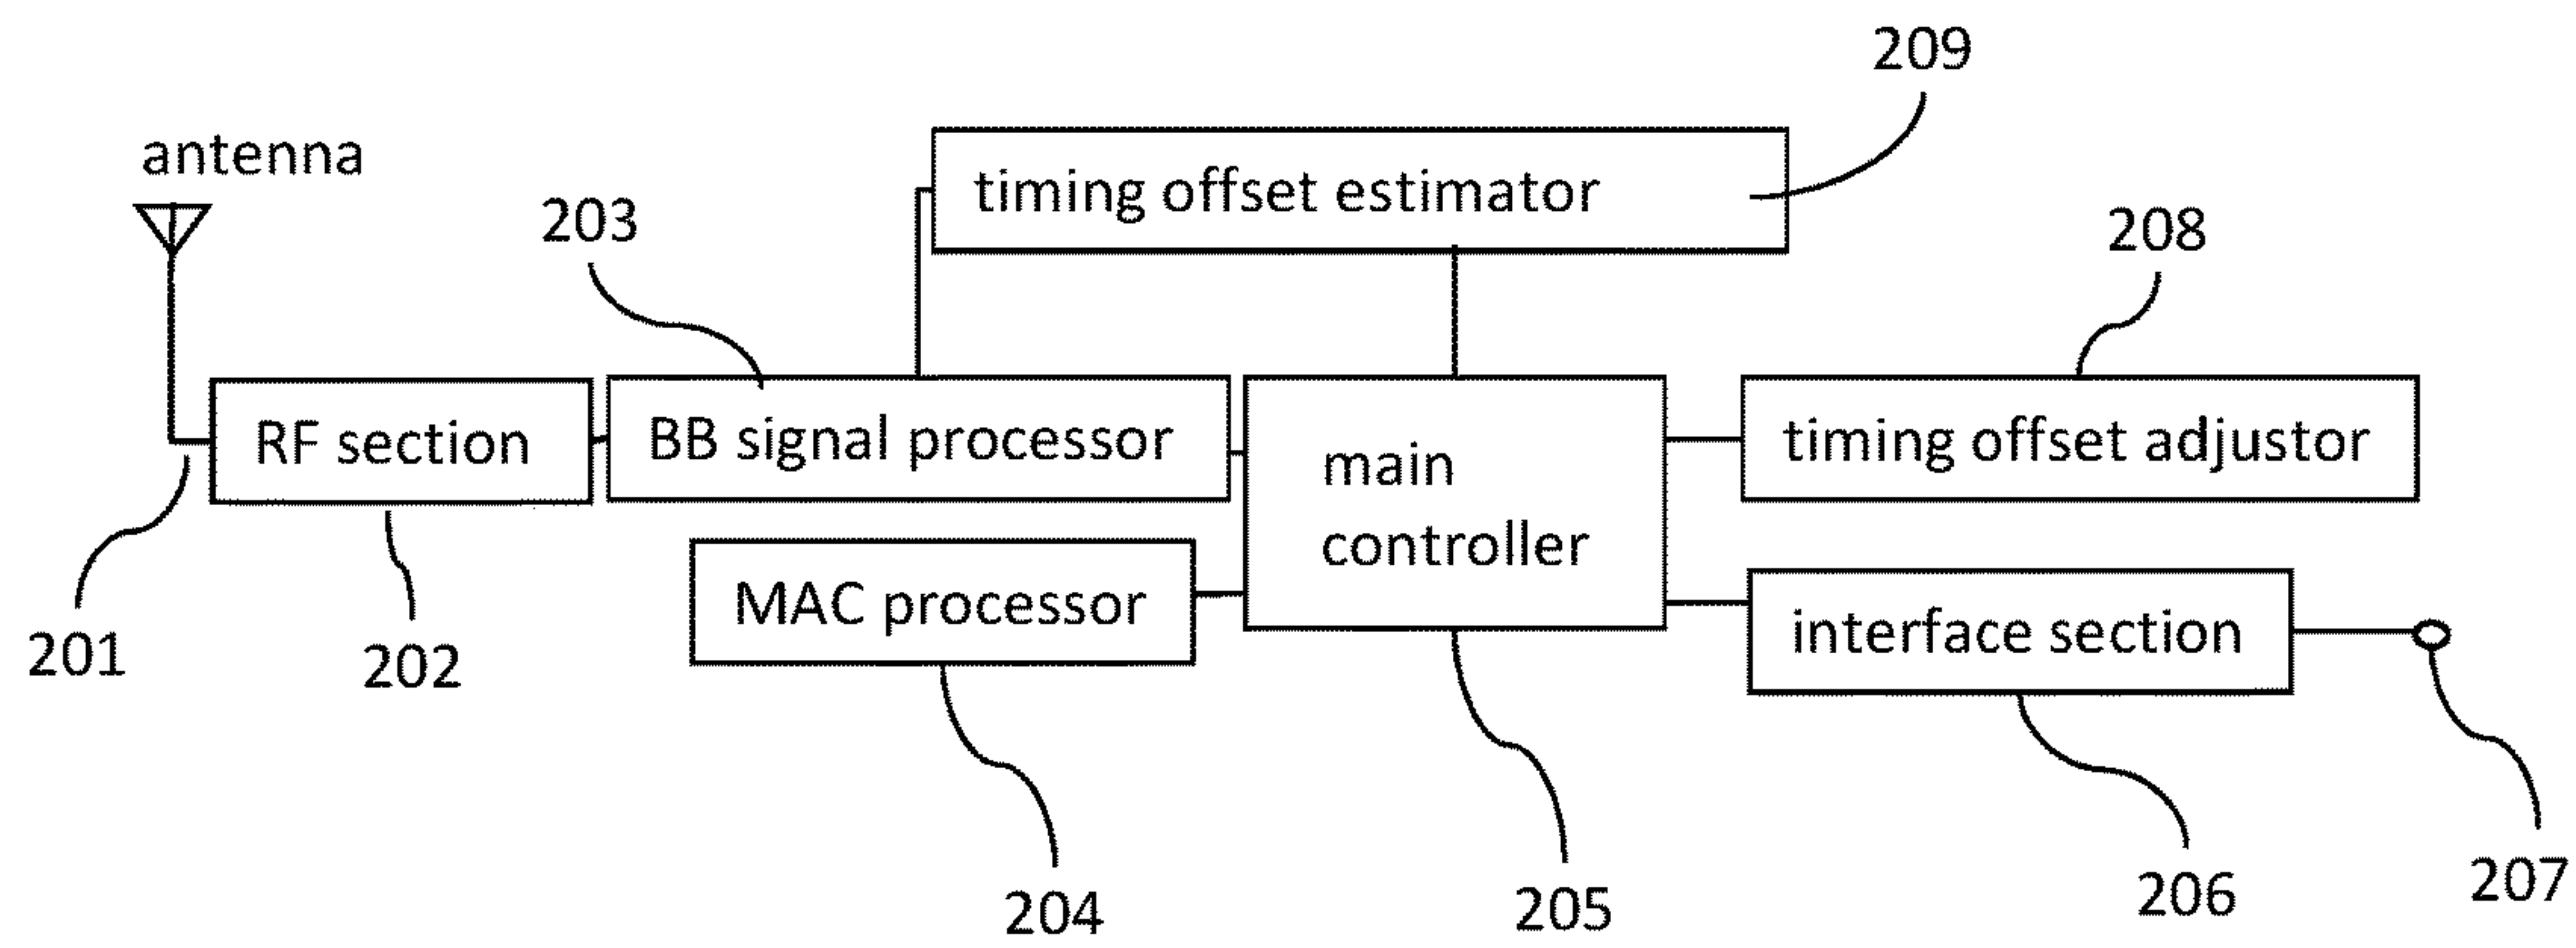 209
antenna
timing offset estimator
203
208
RF section
BB signal processor
main
controller
timing offset adjustor
MAC processor
interface section
201
202
204
205
206
207